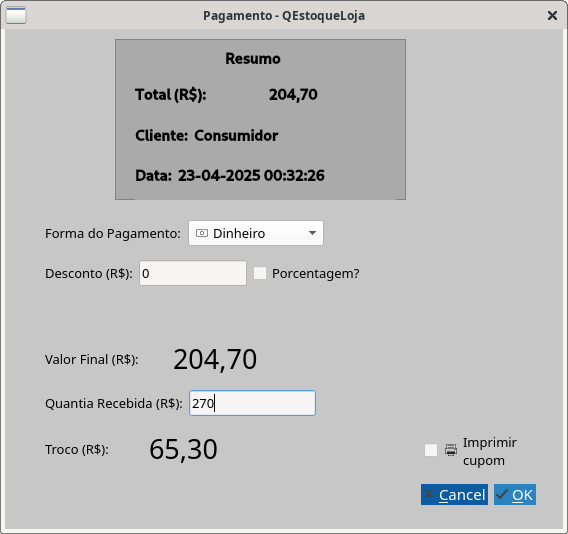 Pagamento - QEstoqueLoja
Resumo
Total (R$): 204,70
Cliente: Consumidor
Data: 23-04-2025 00:32:26
Forma do Pagamento: Dinheiro
Desconto (R$): 0 Porcentagem?
Valor Final (R$): 204,70
Quantia Recebida (R$): 270
Troco (R$): 65,30
Imprimir
cupom
Cancel OK